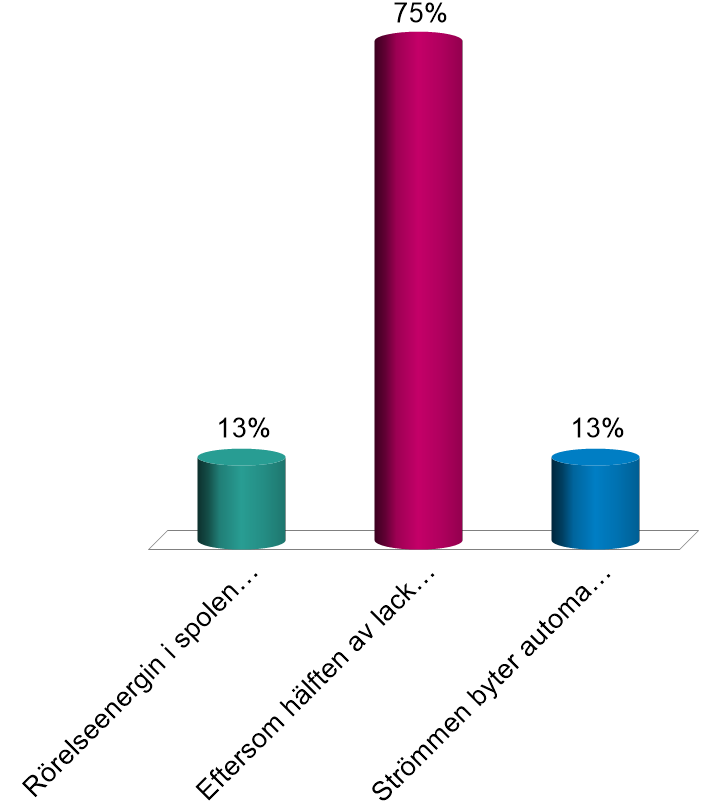 75%
13%
13%
Rörelseenergin i spolen…
Eftersom hälften av lack…
Strömmen byter automa…